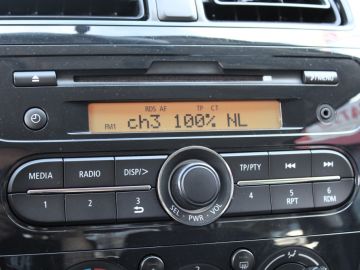 MENU
RDS AF TP CT
FM1 ch3 100% NL
MEDIA RADIO DISP/> TP/PTY
1 2 3 4 5 RPT 6 RDM
SEL - PWR - VOL